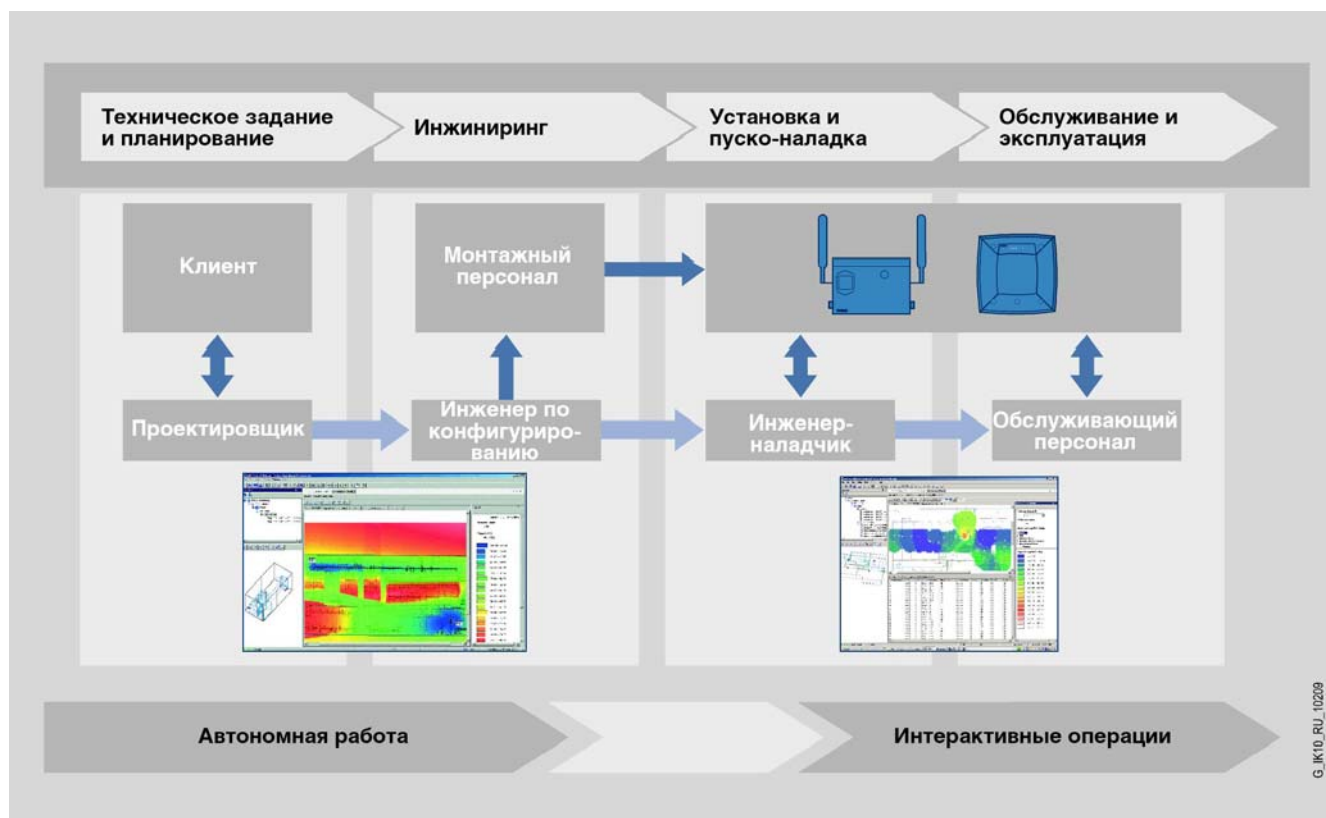 Техническое задание
и планирование
Инжиниринг
Установка и
пуско-наладка
Обслуживание и
эксплуатация
Клиент
Монтажный
персонал
Проектировщик
Инженер по
конфигуриро-
ванию
Инженер-
наладчик
Обслуживающий
персонал
Автономная работа
Интерактивные операции
G_IK10_RU_10209